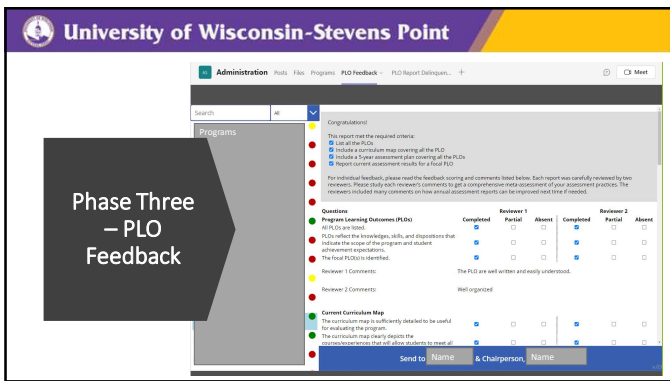 University of Wisconsin-Stevens Point
Administration Posts Files Programs PLO Feedback PLO Report Delinquen... +
Meet
Search All
Programs
Phase Three
– PLO
Feedback
Congratulations!
This report met the required criteria:
List all the PLOs
Include a curriculum map covering all the PLO
Include a 5-year assessment plan covering all the PLOs
Report current assessment results for a focal PLO
For individual feedback, please read the feedback scoring and comments listed below. Each report was carefully reviewed by two
reviewers. Please study each reviewer's comments to get a comprehensive meta-assessment of your assessment practices. The
reviewers included many comments on how annual assessment reports can be improved next time if needed.
Questions Reviewer 1 Reviewer 2
Program Learning Outcomes (PLOs) Completed Partial Absent Completed Partial Absent
All PLOs are listed.
PLOs reflect the knowledges, skills, and dispositions that
indicate the scope of the program and student
achievement expectations.
The focal PLO(s) is identified.
Reviewer 1 Comments: The PLO are well written and easily understood.
Reviewer 2 Comments: Well organized
Current Curriculum Map
The curriculum map is sufficiently detailed to be useful
for evaluating the program.
The curriculum map clearly depicts the
courses/experiences that will allow students to meet all
Send to Name & Chairperson, Name